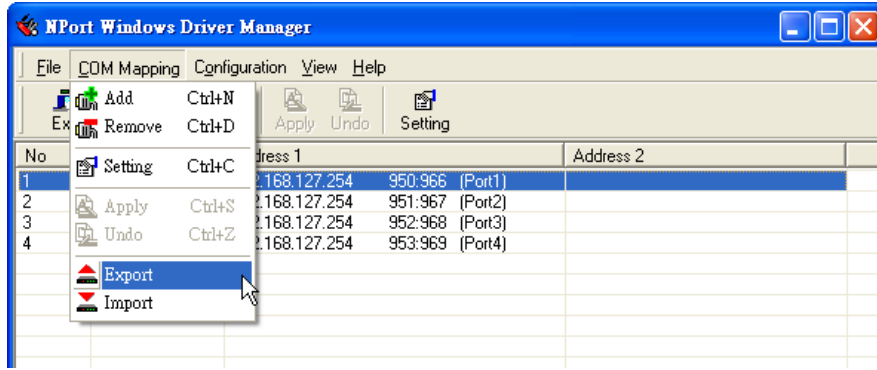 NPort Windows Driver Manager
File COM Mapping Configuration View Help
Add Ctrl+N
Remove Ctrl+D
Setting Ctrl+C
Apply Ctrl+S
Undo Ctrl+Z
Export
Import
Ex Apply Undo Setting
No dress 1 Address 2
1 2.168.127.254 950:966 (Port1)
2 2.168.127.254 951:967 (Port2)
3 2.168.127.254 952:968 (Port3)
4 2.168.127.254 953:969 (Port4)